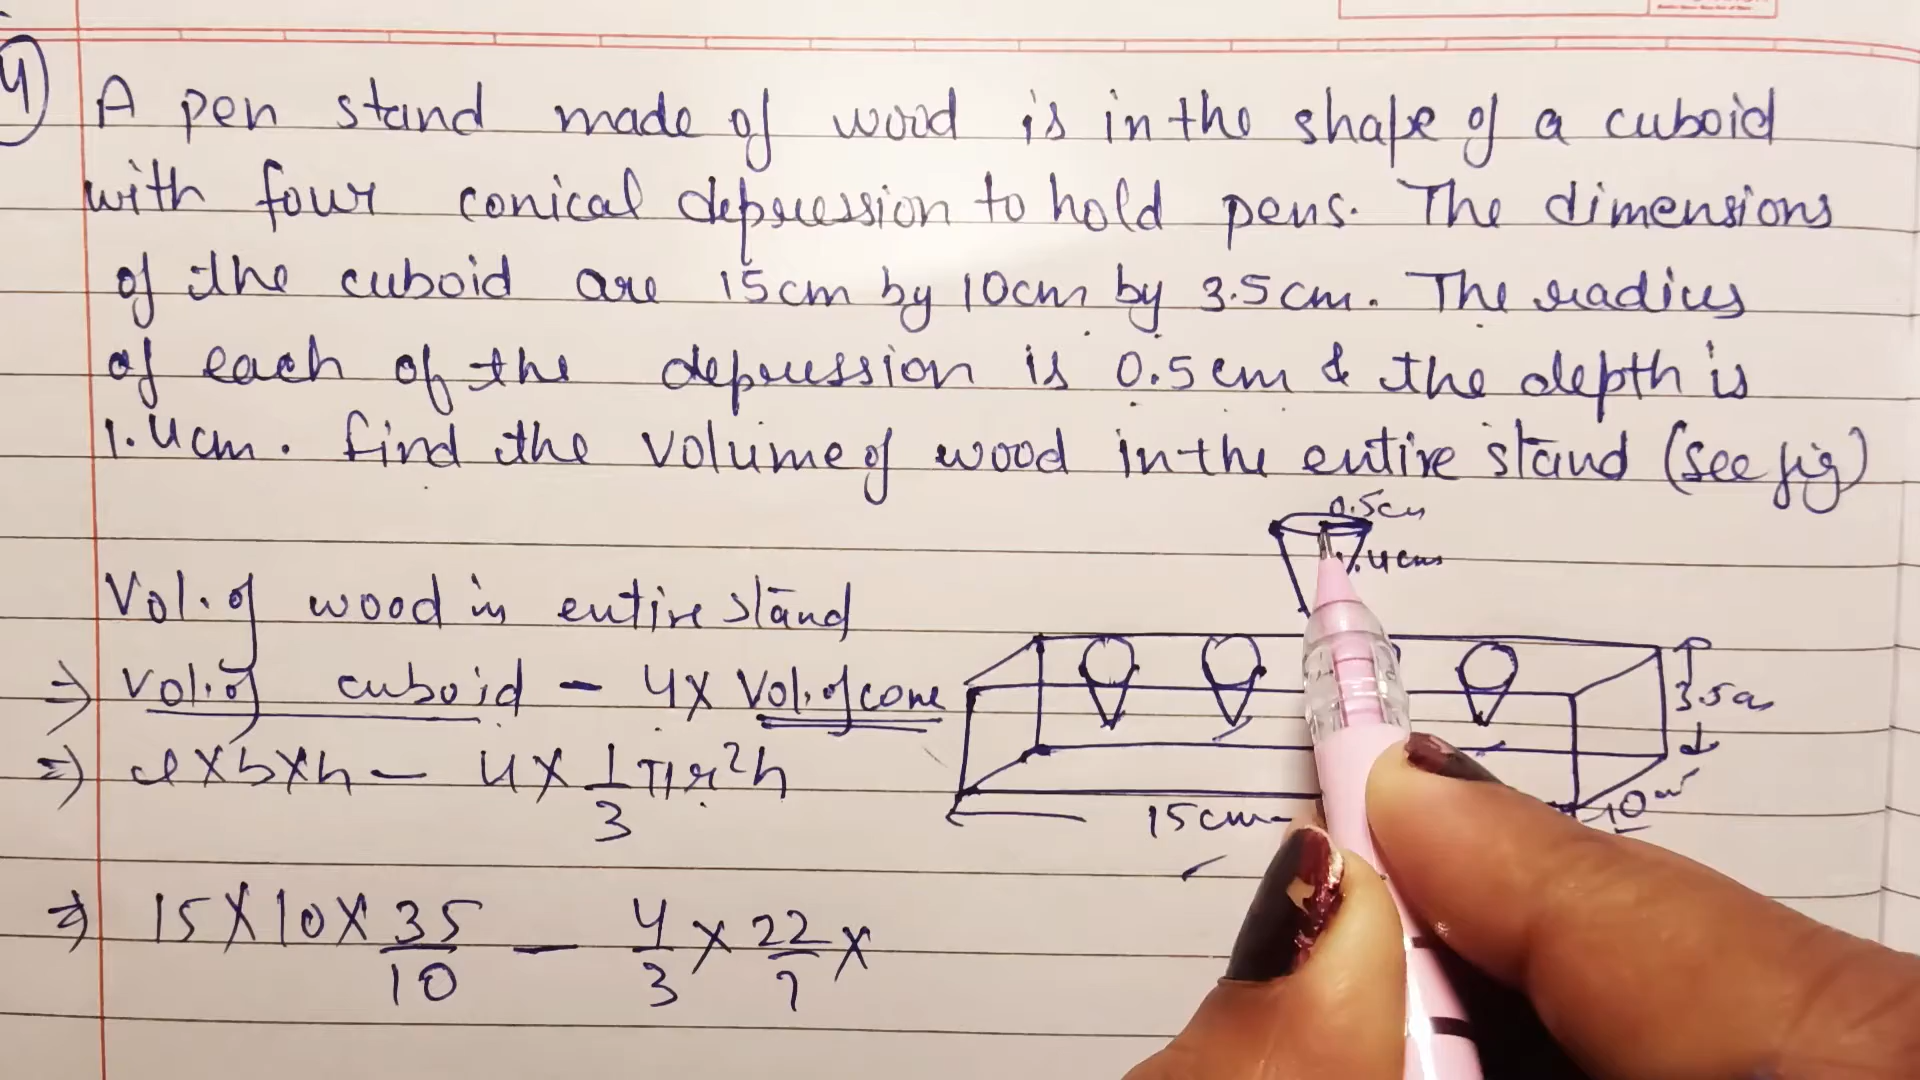 4)
A pen stand made of wood is in the shape of a cuboid
with four conical depression to hold pens. The dimensions
of the cuboid are 15cm by 10cm by 3.5cm. The radius
of each of the depression is 0.5cm & the depth is
1.4cm. find the volume of wood in the entire stand (see fig)
0.5cm
1.4cm
Vol. of wood in entire stand
⇒ Vol. of cuboid - 4× Vol. of cone
3.5cm
⇒ l×b×h - 4×1/3 πr²h
15cm
10cm
⇒ 15×10×35/10 - 4/3×22/7×